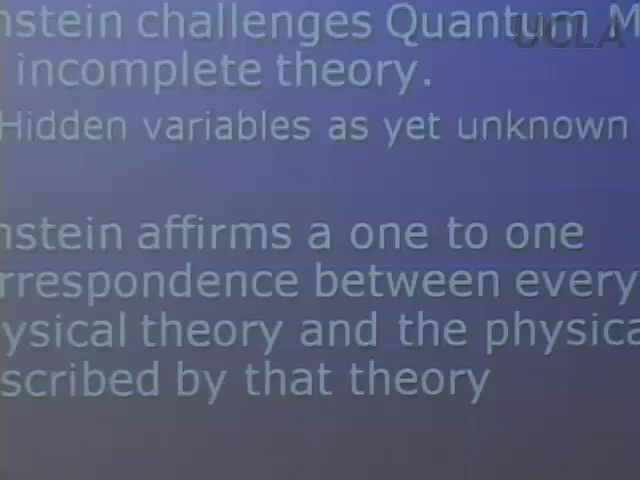 nstein challenges Quantum M
UCLA
incomplete theory.
Hidden variables as yet unknown
nstein affirms a one to one
rrespondence between every
ysical theory and the physica
scribed by that theory